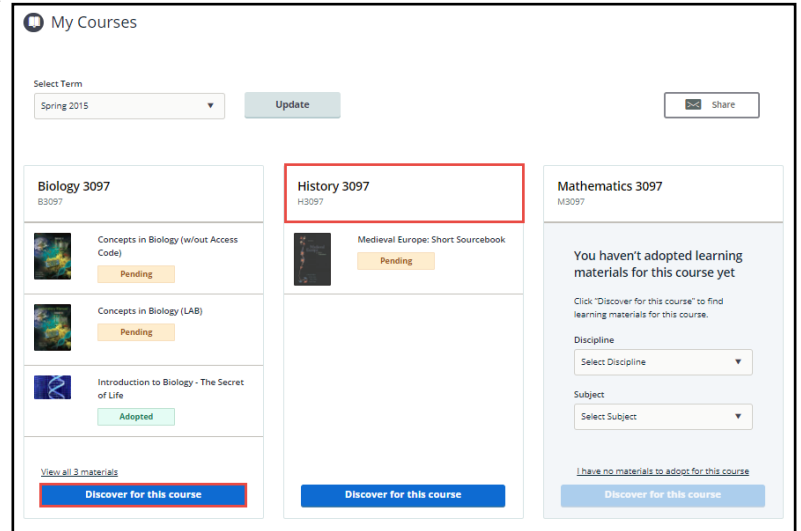 My Courses
Select Term
Spring 2015
Update
Share
Biology 3097
B3097
Concepts in Biology (w/out Access
Code)
Pending
Concepts in Biology (LAB)
Pending
Introduction to Biology - The Secret
of Life
Adopted
View all 3 materials
Discover for this course
History 3097
H3097
Medieval Europe: Short Sourcebook
Pending
Discover for this course
Mathematics 3097
M3097
You haven't adopted learning
materials for this course yet
Click "Discover for this course" to find
learning materials for this course.
Discipline
Select Discipline
Subject
Select Subject
I have no materials to adopt for this course
Discover for this course